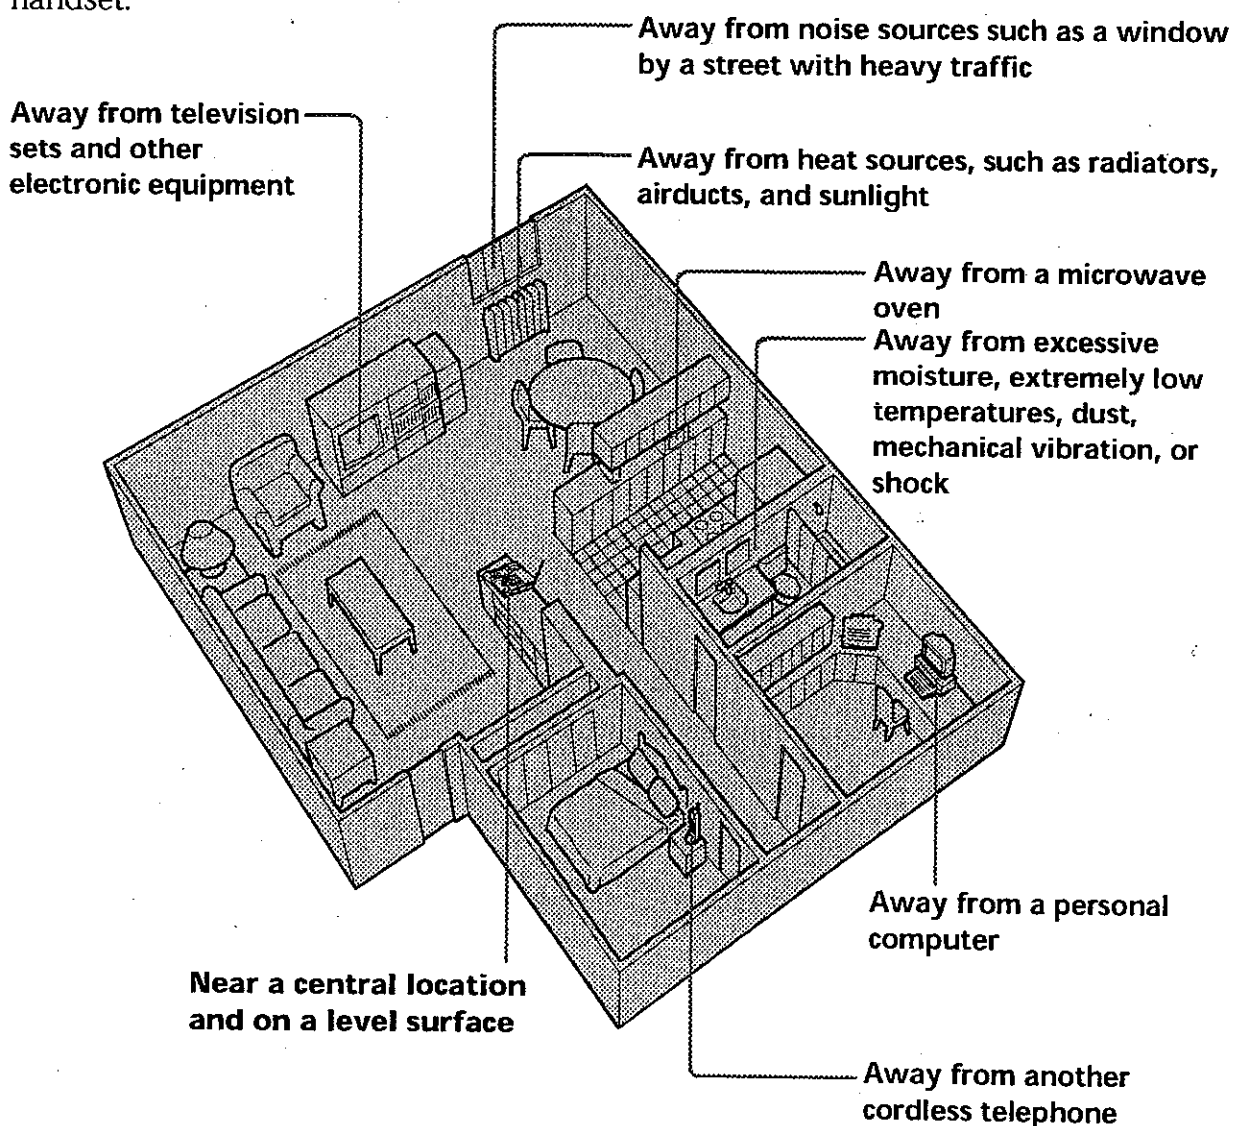 handset.
Away from noise sources such as a window
by a street with heavy traffic
Away from television
sets and other
electronic equipment
Away from heat sources, such as radiators,
airducts, and sunlight
Away from a microwave
oven
Away from excessive
moisture, extremely low
temperatures, dust,
mechanical vibration, or
shock
Away from a personal
computer
Near a central location
and on a level surface
Away from another
cordless telephone